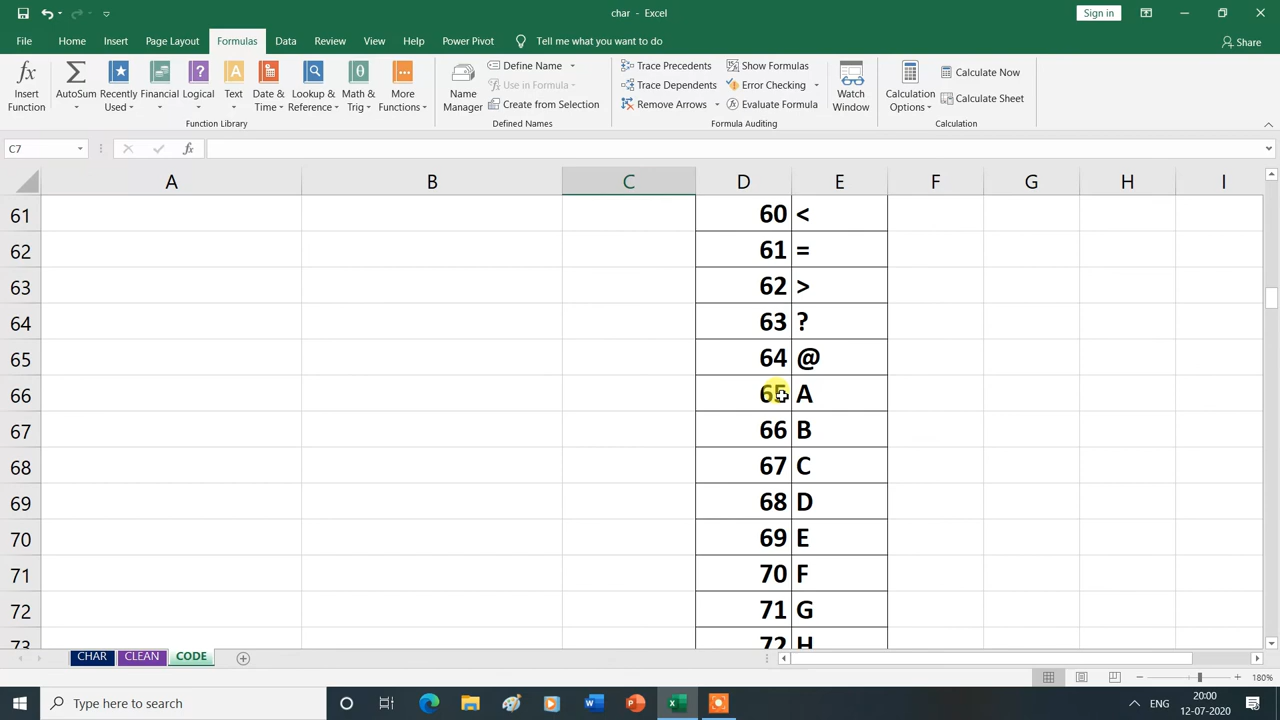 char - Excel
Sign in
File Home Insert Page Layout Formulas Data Review View Help Power Pivot Tell me what you want to do
Share
Insert Function
AutoSum
Recently Used
Financial
Logical
Text
Date & Time
Lookup & Reference
Math & Trig
More Functions
Function Library
Name Manager
Define Name
Use in Formula
Create from Selection
Defined Names
Trace Precedents
Trace Dependents
Remove Arrows
Show Formulas
Error Checking
Evaluate Formula
Formula Auditing
Watch Window
Calculation Options
Calculate Now
Calculate Sheet
Calculation
C7
fx
A B C D E F G H I
61 60 <
62 61 =
63 62 >
64 63 ?
65 64 @
66 65 A
67 66 B
68 67 C
69 68 D
70 69 E
71 70 F
72 71 G
73 72 H
CHAR CLEAN CODE
180%
Type here to search
ENG
20:00
12-07-2020